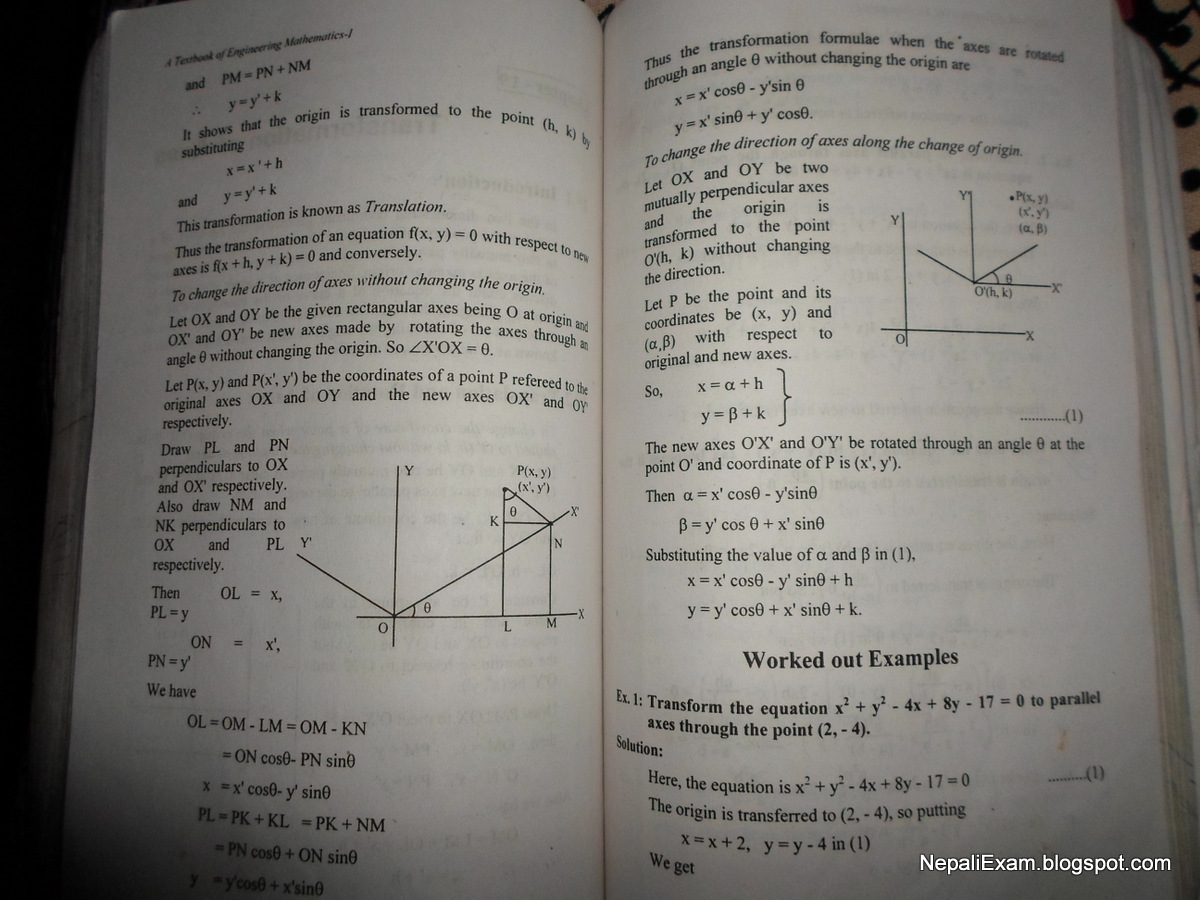 A Textbook of Engineering Mathematics-I
and PM = PN + NM
∴ y = y' + k
It shows that the origin is transformed to the point (h, k) by
substituting
x = x ' + h
and y = y' + k
This transformation is known as Translation.
Thus the transformation of an equation f(x, y) = 0 with respect to new
axes is f(x + h, y + k) = 0 and conversely.
To change the direction of axes without changing the origin.
Let OX and OY be the given rectangular axes being O at origin and
OX' and OY' be new axes made by rotating the axes through an
angle θ without changing the origin. So ∠X'OX = θ.
Let P(x, y) and P(x', y') be the coordinates of a point P refereed to the
original axes OX and OY and the new axes OX' and OY'
respectively.
Draw PL and PN
perpendiculars to OX
and OX' respectively.
Also draw NM and
NK perpendiculars to
OX and PL
respectively.
Then OL = x,
PL = y
ON = x',
PN = y'
Y
P(x, y)
(x', y')
θ
K
X'
N
Y'
θ
O
L
M
X
We have
OL = OM - LM = OM - KN
= ON cosθ- PN sinθ
x = x' cosθ- y' sinθ
PL = PK + KL = PK + NM
= PN cosθ + ON sinθ
y = y'cosθ + x'sinθ
Thus the transformation formulae when the axes are rotated
through an angle θ without changing the origin are
x = x' cosθ - y'sin θ
y = x' sinθ + y' cosθ.
To change the direction of axes along the change of origin.
Let OX and OY be two
mutually perpendicular axes
and the origin is
transformed to the point
O'(h, k) without changing
the direction.
Let P be the point and its
coordinates be (x, y) and
(α,β) with respect to
original and new axes.
Y
Y'
P(x, y)
(x', y')
(α, β)
θ
O'(h, k)
X'
O
X
So, x = α + h
y = β + k
............(1)
The new axes O'X' and O'Y' be rotated through an angle θ at the
point O' and coordinate of P is (x', y').
Then α = x' cosθ - y'sinθ
β = y' cos θ + x' sinθ
Substituting the value of α and β in (1),
x = x' cosθ - y' sinθ + h
y = y' cosθ + x' sinθ + k.
Worked out Examples
Ex. 1: Transform the equation x² + y² - 4x + 8y - 17 = 0 to parallel
axes through the point (2, - 4).
Solution:
Here, the equation is x² + y² - 4x + 8y - 17 = 0 ..........(1)
The origin is transferred to (2, - 4), so putting
x = x + 2, y = y - 4 in (1)
We get
NepaliExam.blogspot.com